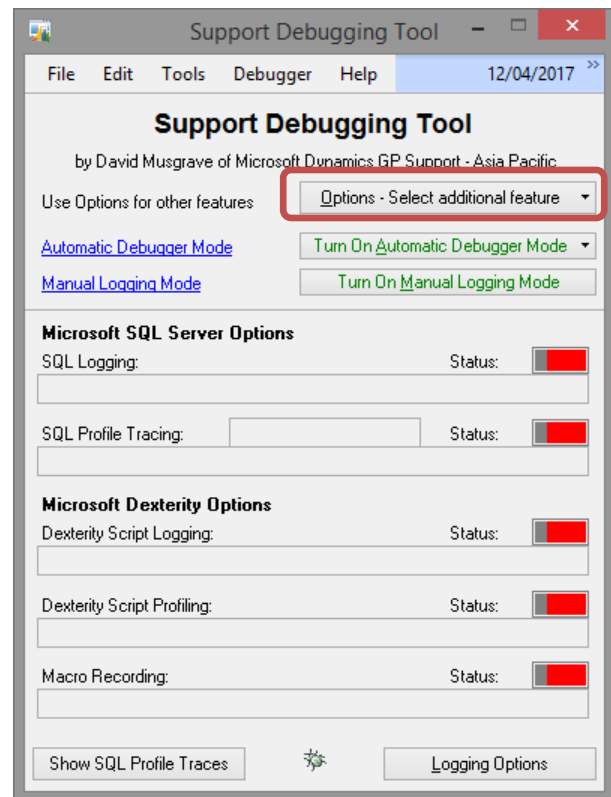 Support Debugging Tool
File Edit Tools Debugger Help 12/04/2017 »
Support Debugging Tool
by David Musgrave of Microsoft Dynamics GP Support - Asia Pacific
Use Options for other features Options - Select additional feature
Automatic Debugger Mode Turn On Automatic Debugger Mode
Manual Logging Mode Turn On Manual Logging Mode
Microsoft SQL Server Options
SQL Logging: Status:
SQL Profile Tracing: Status:
Microsoft Dexterity Options
Dexterity Script Logging: Status:
Dexterity Script Profiling: Status:
Macro Recording: Status:
Show SQL Profile Traces Logging Options